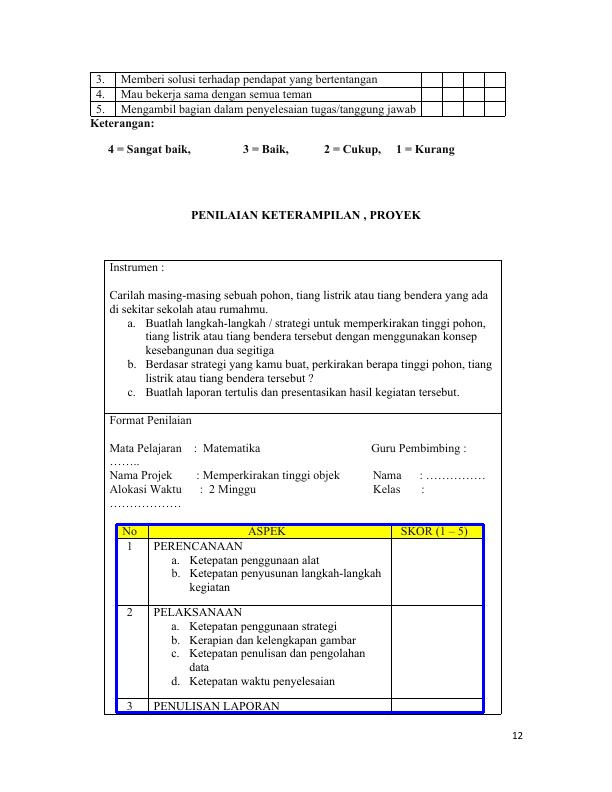 3. Memberi solusi terhadap pendapat yang bertentangan
4. Mau bekerja sama dengan semua teman
5. Mengambil bagian dalam penyelesaian tugas/tanggung jawab
Keterangan:
4 = Sangat baik, 3 = Baik, 2 = Cukup, 1 = Kurang
PENILAIAN KETERAMPILAN , PROYEK
Instrumen :
Carilah masing-masing sebuah pohon, tiang listrik atau tiang bendera yang ada
di sekitar sekolah atau rumahmu.
a. Buatlah langkah-langkah / strategi untuk memperkirakan tinggi pohon,
tiang listrik atau tiang bendera tersebut dengan menggunakan konsep
kesebangunan dua segitiga
b. Berdasar strategi yang kamu buat, perkirakan berapa tinggi pohon, tiang
listrik atau tiang bendera tersebut ?
c. Buatlah laporan tertulis dan presentasikan hasil kegiatan tersebut.
Format Penilaian
Mata Pelajaran : Matematika Guru Pembimbing :
……..
Nama Projek : Memperkirakan tinggi objek Nama : ……………
Alokasi Waktu : 2 Minggu Kelas :
………………
No ASPEK SKOR (1 – 5)
1 PERENCANAAN
a. Ketepatan penggunaan alat
b. Ketepatan penyusunan langkah-langkah
kegiatan
2 PELAKSANAAN
a. Ketepatan penggunaan strategi
b. Kerapian dan kelengkapan gambar
c. Ketepatan penulisan dan pengolahan
data
d. Ketepatan waktu penyelesaian
3 PENULISAN LAPORAN
12